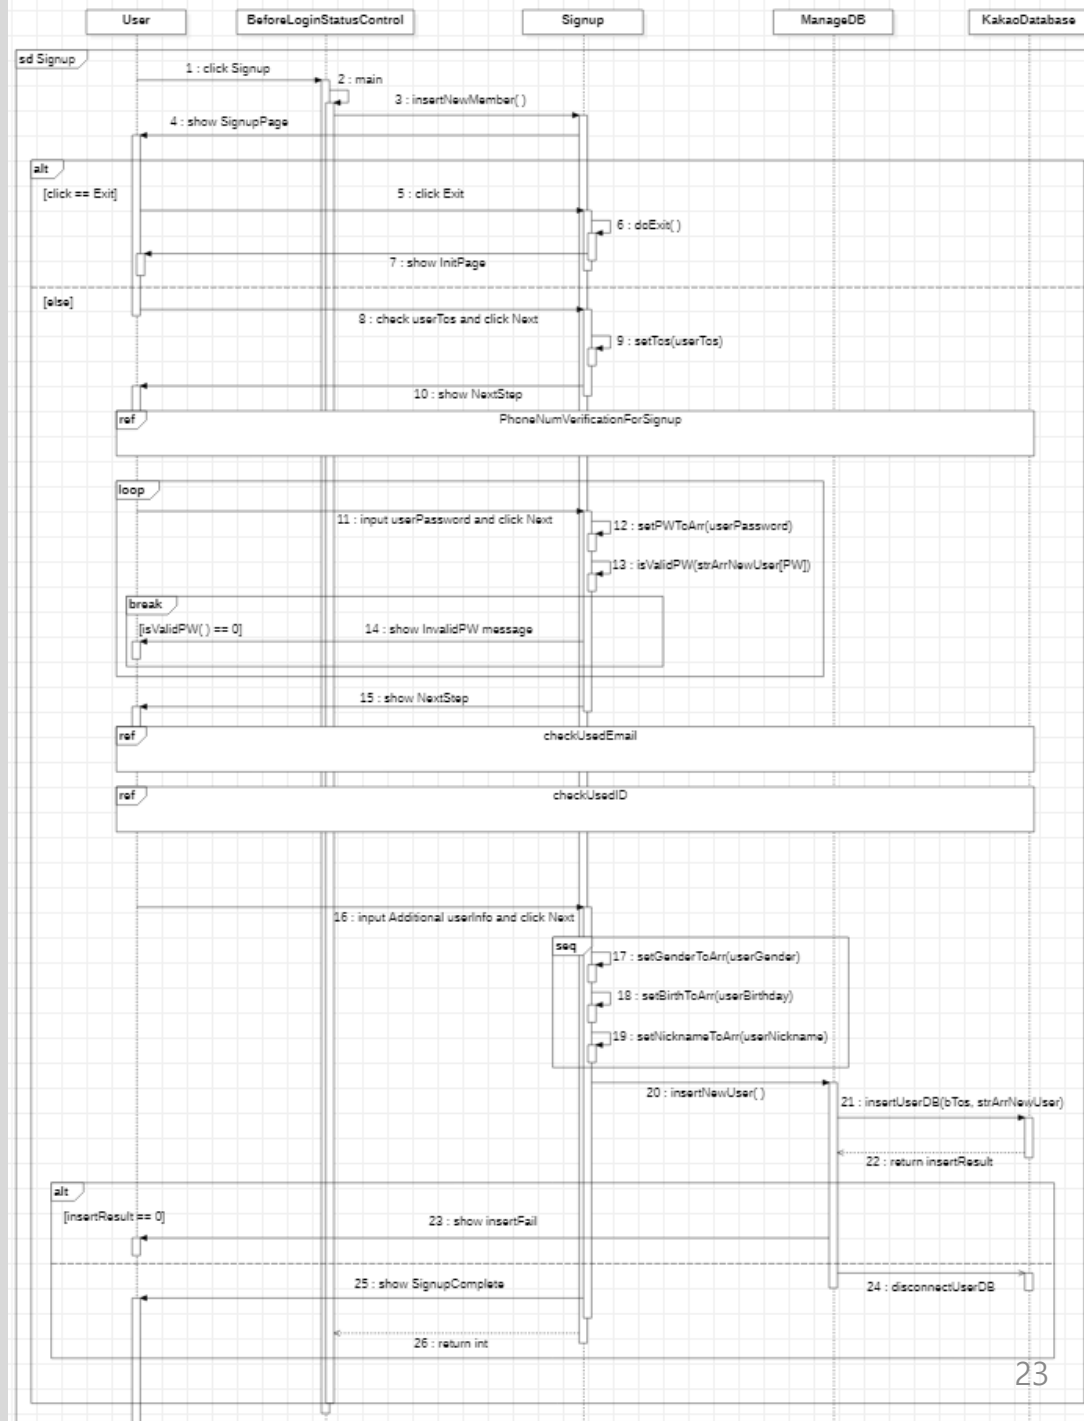 User
BeforeLoginStatusControl
Signup
ManageDB
KakaoDatabase
sd Signup
1 : click Signup
2 : main
3 : insertNewMember( )
4 : show SignupPage
alt
[click == Exit]
5 : click Exit
6 : doExit( )
7 : show InitPage
[else]
8 : check userTos and click Next
9 : setTos(userTos)
10 : show NextStep
ref
PhoneNumVerificationForSignup
loop
11 : input userPassword and click Next
12 : setPWToArr(userPassword)
13 : isValidPW(strArrNewUser[PW])
break
[isValidPW( ) == 0]
14 : show InvalidPW message
15 : show NextStep
ref
checkUsedEmail
ref
checkUsedID
16 : input Additional userInfo and click Next
seq
17 : setGenderToArr(userGender)
18 : setBirthToArr(userBirthday)
19 : setNicknameToArr(userNickname)
20 : insertNewUser( )
21 : insertUserDB(bTos, strArrNewUser)
22 : return insertResult
alt
[insertResult == 0]
23 : show insertFail
25 : show SignupComplete
24 : disconnectUserDB
26 : return int
23